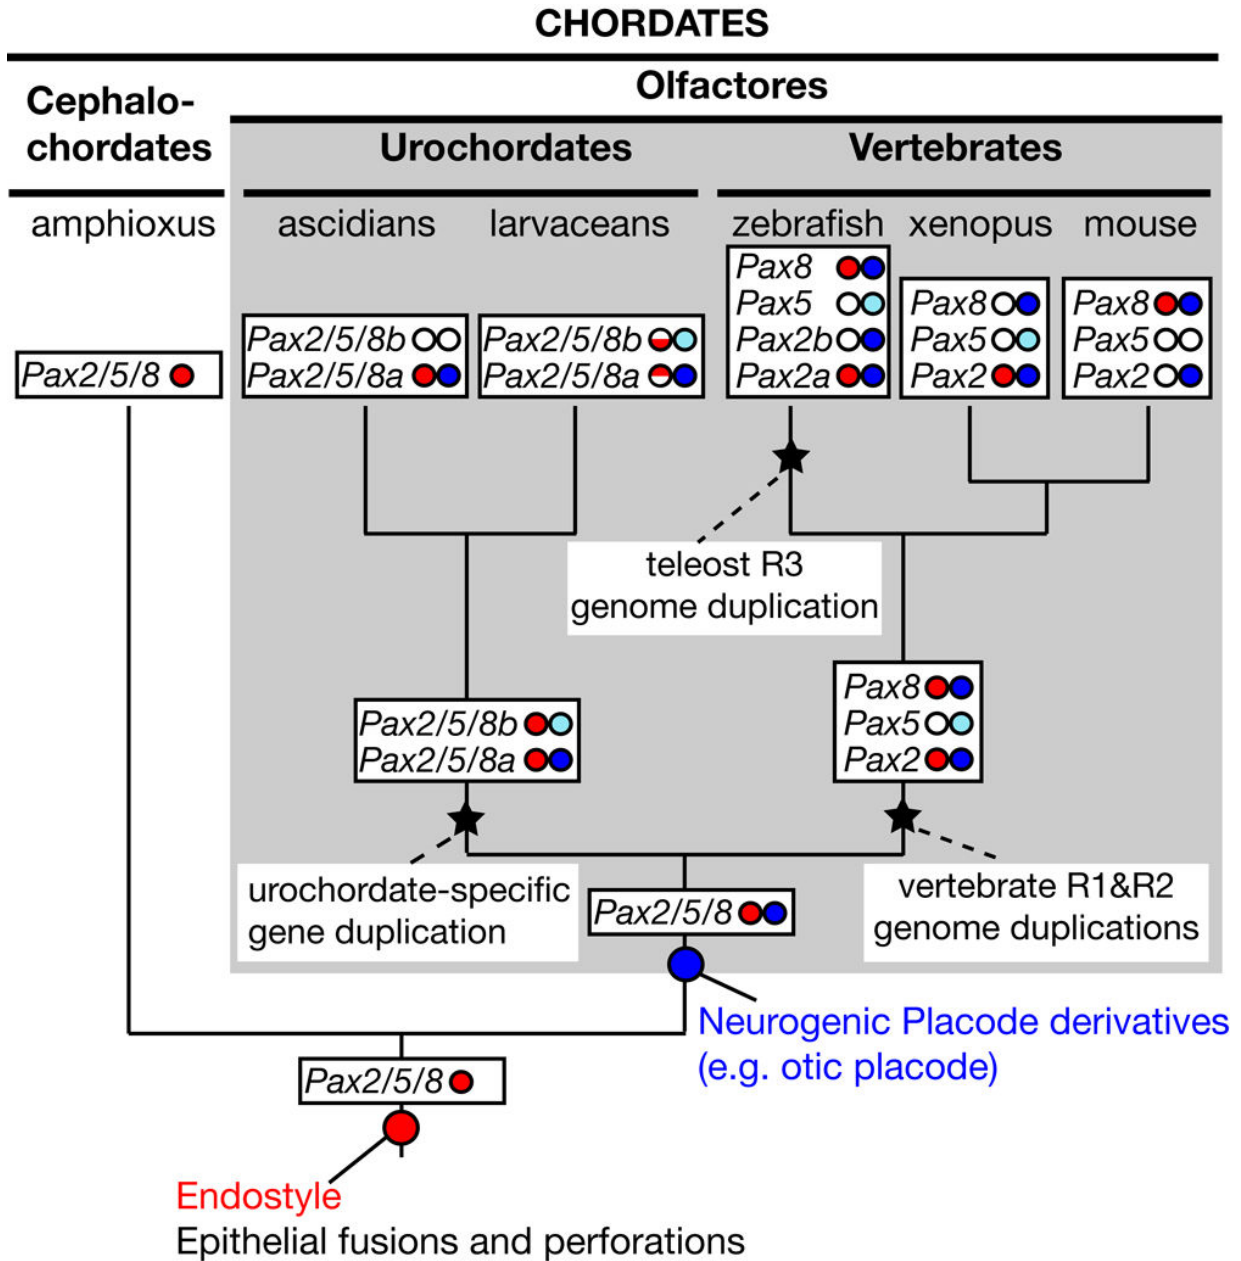 CHORDATES
Olfactores
Cephalo-
chordates
Urochordates
Vertebrates
amphioxus
ascidians
larvaceans
zebrafish
xenopus
mouse
Pax2/5/8
Pax2/5/8b
Pax2/5/8a
Pax2/5/8b
Pax2/5/8a
Pax8
Pax5
Pax2b
Pax2a
Pax8
Pax5
Pax2
Pax8
Pax5
Pax2
teleost R3
genome duplication
Pax2/5/8b
Pax2/5/8a
Pax8
Pax5
Pax2
urochordate-specific
gene duplication
Pax2/5/8
vertebrate R1&R2
genome duplications
Neurogenic Placode derivatives
(e.g. otic placode)
Pax2/5/8
Endostyle
Epithelial fusions and perforations